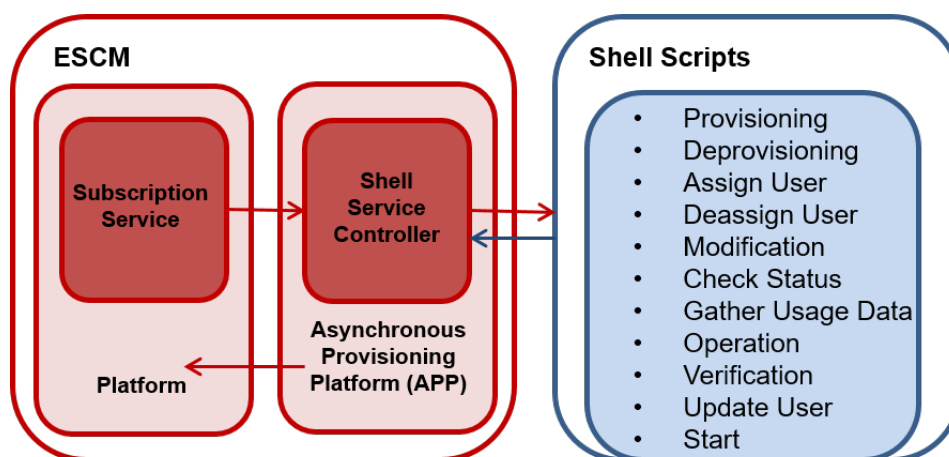 ESCM
Subscription
Service
Platform
Shell
Service
Controller
Asynchronous
Provisioning
Platform (APP)
Shell Scripts
• Provisioning
• Deprovisioning
• Assign User
• Deassign User
• Modification
• Check Status
• Gather Usage Data
• Operation
• Verification
• Update User
• Start